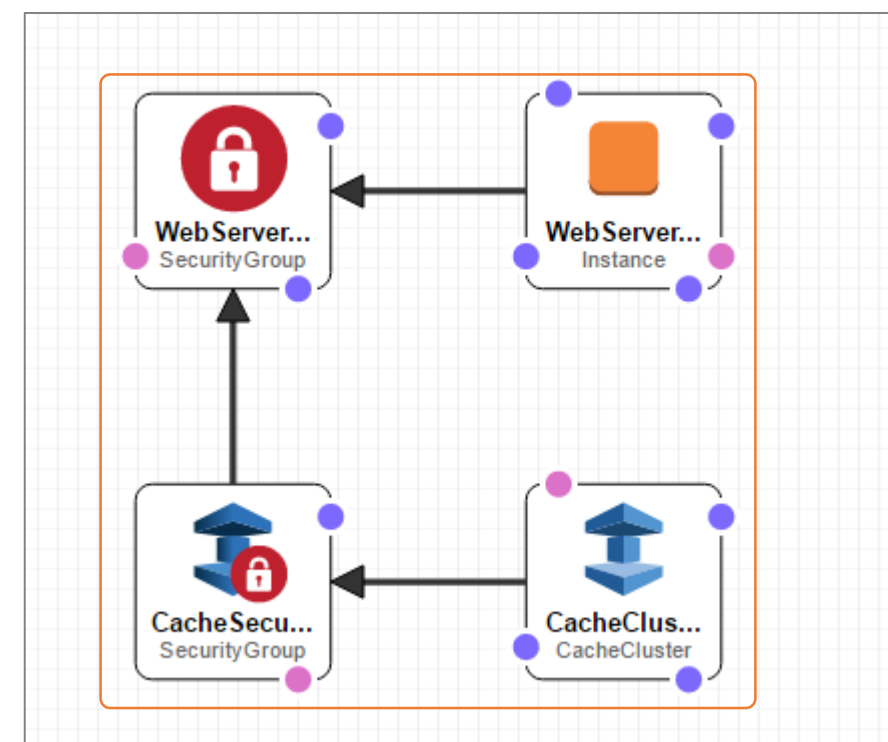 WebServer...
SecurityGroup
WebServer...
Instance
CacheSecu...
SecurityGroup
CacheClus...
CacheCluster